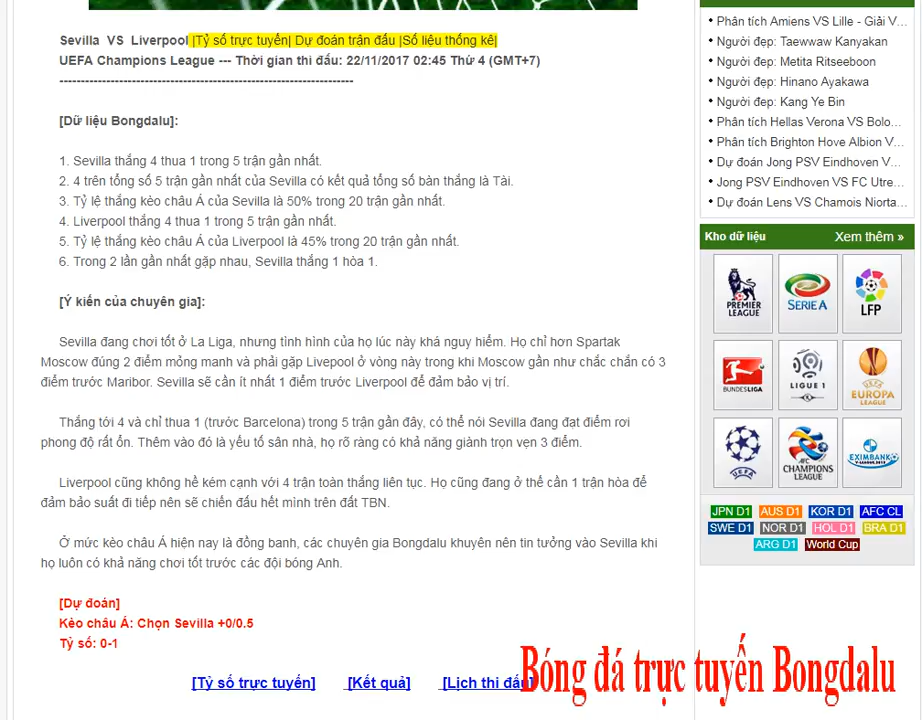 Sevilla VS Liverpool |Tỷ số trực tuyến| Dự đoán trận đấu |Số liệu thống kê|
UEFA Champions League --- Thời gian thi đấu: 22/11/2017 02:45 Thứ 4 (GMT+7)
------------------------------------------------------------------
[Dữ liệu Bongdalu]:
1. Sevilla thắng 4 thua 1 trong 5 trận gần nhất.
2. 4 trên tổng số 5 trận gần nhất của Sevilla có kết quả tổng số bàn thắng là Tài.
3. Tỷ lệ thắng kèo châu Á của Sevilla là 50% trong 20 trận gần nhất.
4. Liverpool thắng 4 thua 1 trong 5 trận gần nhất.
5. Tỷ lệ thắng kèo châu Á của Liverpool là 45% trong 20 trận gần nhất.
6. Trong 2 lần gần nhất gặp nhau, Sevilla thắng 1 hòa 1.
[Ý kiến của chuyên gia]:
Sevilla đang chơi tốt ở La Liga, nhưng tình hình của họ lúc này khá nguy hiểm. Họ chỉ hơn Spartak
Moscow đúng 2 điểm mỏng manh và phải gặp Livepool ở vòng này trong khi Moscow gần như chắc chắn có 3
điểm trước Maribor. Sevilla sẽ cần ít nhất 1 điểm trước Liverpool để đảm bảo vị trí.
Thắng tới 4 và chỉ thua 1 (trước Barcelona) trong 5 trận gần đây, có thể nói Sevilla đang đạt điểm rơi
phong độ rất ổn. Thêm vào đó là yếu tố sân nhà, họ rõ ràng có khả năng giành trọn vẹn 3 điểm.
Liverpool cũng không hề kém cạnh với 4 trận toàn thắng liên tục. Họ cũng đang ở thế cần 1 trận hòa để
đảm bảo suất đi tiếp nên sẽ chiến đấu hết mình trên đất TBN.
Ở mức kèo châu Á hiện nay là đồng banh, các chuyên gia Bongdalu khuyên nên tin tưởng vào Sevilla khi
họ luôn có khả năng chơi tốt trước các đội bóng Anh.
[Dự đoán]
Kèo châu Á: Chọn Sevilla +0/0.5
Tỷ số: 0-1
[Tỷ số trực tuyến] [Kết quả] [Lịch thi đấu]
Bóng đá trực tuyến Bongdalu
• Phân tích Amiens VS Lille - Giải V...
• Người đẹp: Taewwaw Kanyakan
• Người đẹp: Metita Ritseeboon
• Người đẹp: Hinano Ayakawa
• Người đẹp: Kang Ye Bin
• Phân tích Hellas Verona VS Bolo...
• Phân tích Brighton Hove Albion V...
• Dự đoán Jong PSV Eindhoven V...
• Jong PSV Eindhoven VS FC Utre...
• Dự đoán Lens VS Chamois Niorta...
Kho dữ liệu Xem thêm »
PREMIER LEAGUE
SERIE A
LFP
BUNDESLIGA
LIGUE 1
UEFA EUROPA LEAGUE
UEFA
AFC CHAMPIONS LEAGUE
EXIMBANK
V-LEAGUE 2012
JPN D1 AUS D1 KOR D1 AFC CL
SWE D1 NOR D1 HOL D1 BRA D1
ARG D1 World Cup